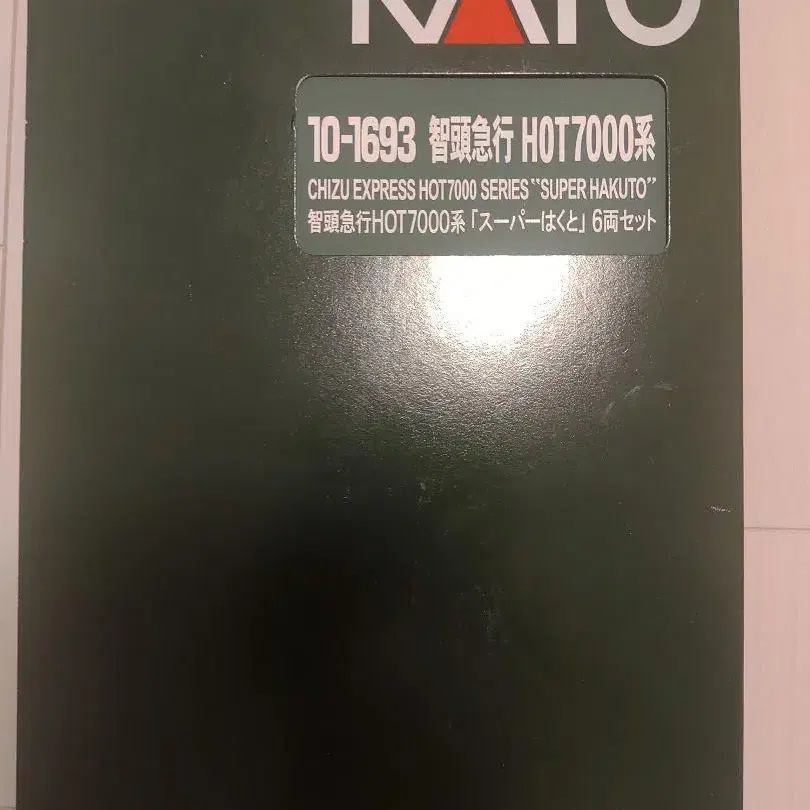 KATO
10-1693 智頭急行 HOT7000系
CHIZU EXPRESS HOT7000 SERIES "SUPER HAKUTO"
智頭急行HOT7000系「スーパーはくと」6両セット